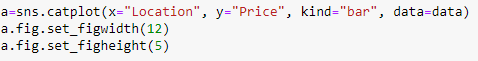 a=sns.catplot(x="Location", y="Price", kind="bar", data=data)
a.fig.set_figwidth(12)
a.fig.set_figheight(5)